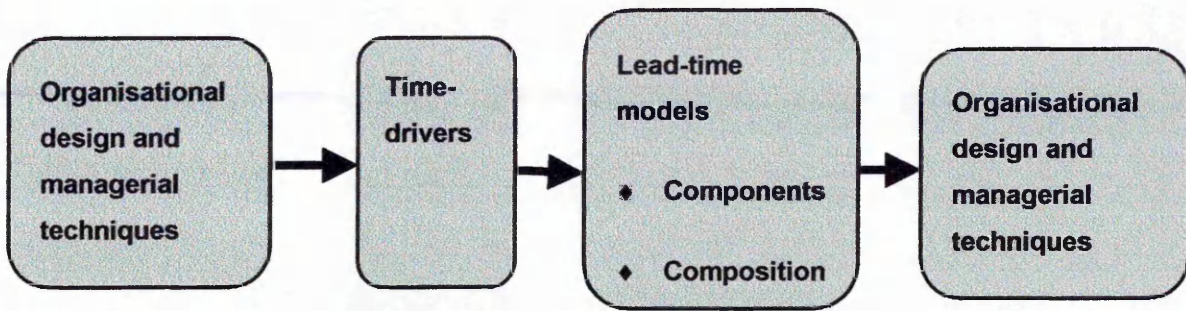 Organisational
design and
managerial
techniques
Time-
drivers
Lead-time
models
♦ Components
♦ Composition
Organisational
design and
managerial
techniques